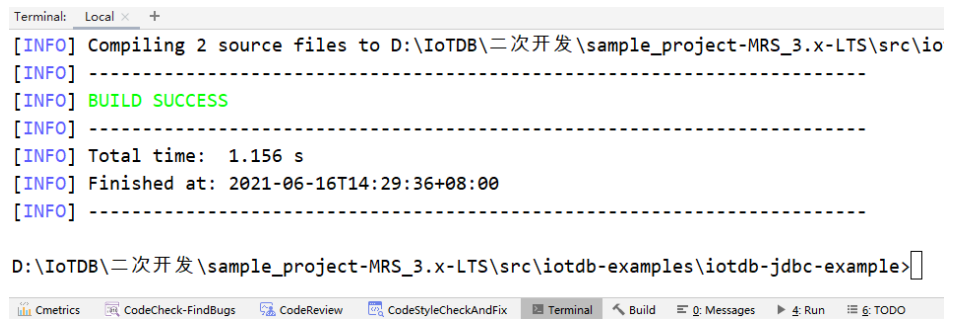 Terminal: Local × +
[INFO] Compiling 2 source files to D:\IoTDB\二次开发\sample_project-MRS_3.x-LTS\src\io
[INFO] ------------------------------------------------------------------------
[INFO] BUILD SUCCESS
[INFO] ------------------------------------------------------------------------
[INFO] Total time:  1.156 s
[INFO] Finished at: 2021-06-16T14:29:36+08:00
[INFO] ------------------------------------------------------------------------
D:\IoTDB\二次开发\sample_project-MRS_3.x-LTS\src\iotdb-examples\iotdb-jdbc-example>
Cmetrics CodeCheck-FindBugs CodeReview CodeStyleCheckAndFix Terminal Build 0: Messages 4: Run 6: TODO